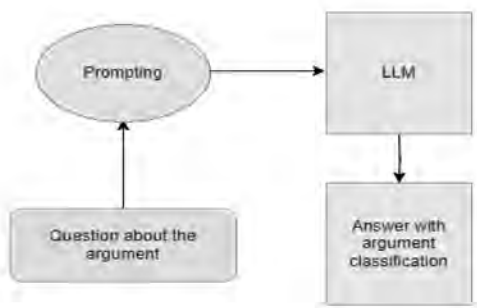 Prompting
LLM
Question about the
argument
Answer with
argument
classification